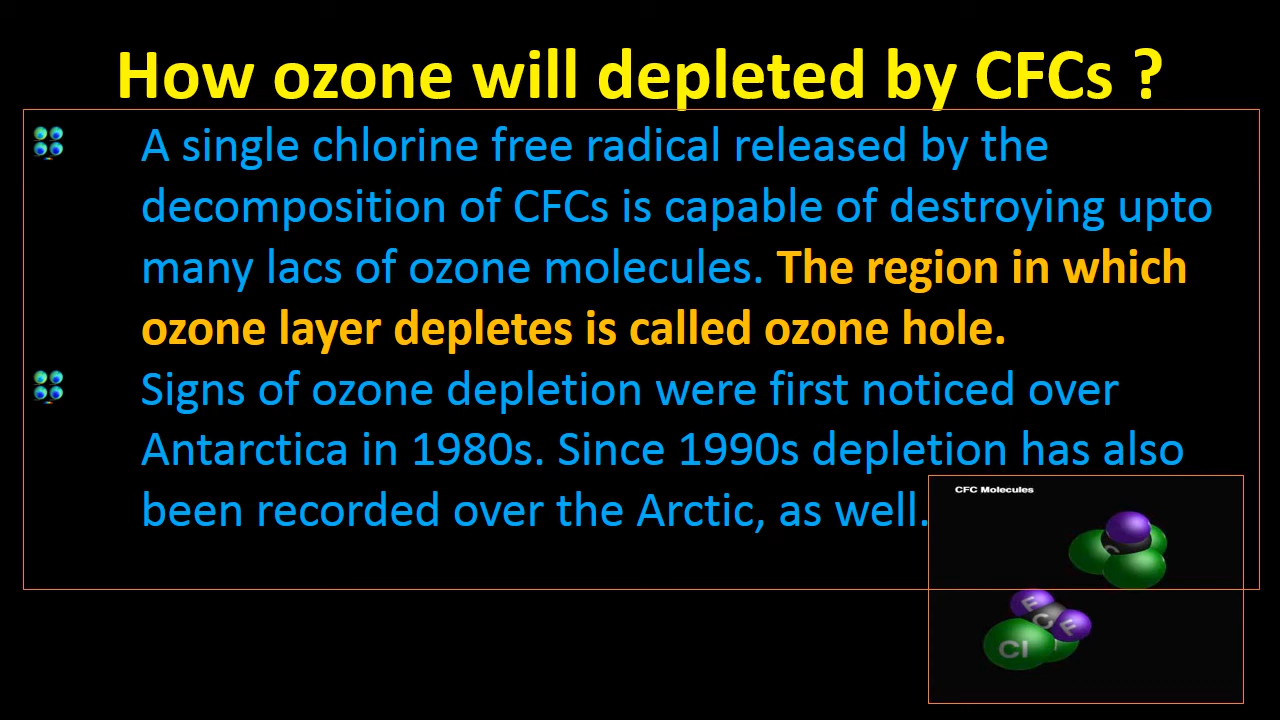 How ozone will depleted by CFCs ?
A single chlorine free radical released by the
decomposition of CFCs is capable of destroying upto
many lacs of ozone molecules. The region in which
ozone layer depletes is called ozone hole.
Signs of ozone depletion were first noticed over
Antarctica in 1980s. Since 1990s depletion has also
been recorded over the Arctic, as well.
CFC Molecules
C
F
C
F
Cl